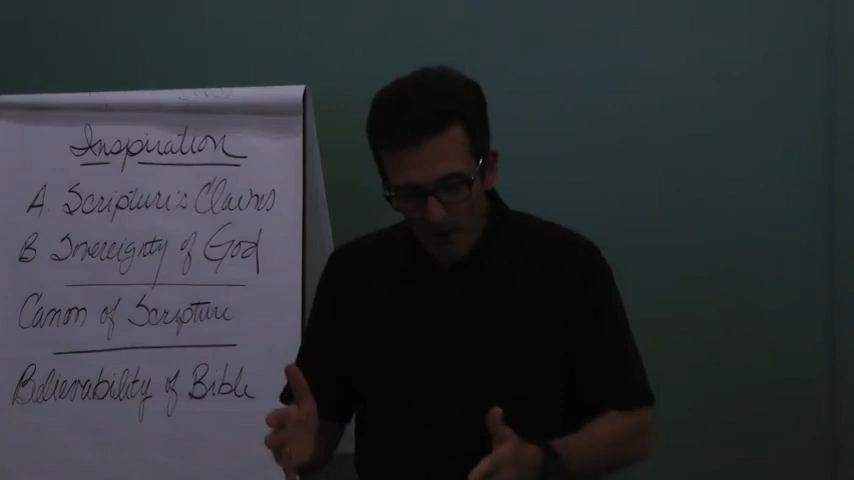 Inspiration
A Scripture's Claims
B Sovereignty of God
Canon of Scripture
Believability of Bible